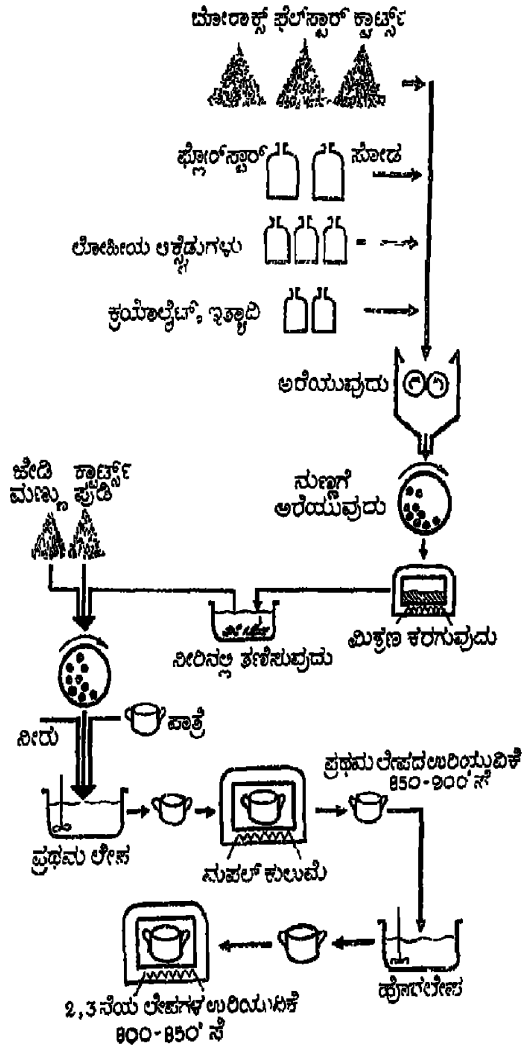 ಬೋರಾಕ್ಸ್ ಫೆಲ್‌ಸ್ಪಾರ್ ಕ್ವಾರ್ಟ್ಸ್
ಫ್ಲೋರ್‌ಸ್ಪಾರ್ ಸೋಡ
ಲೋಹೀಯ ಆಕ್ಸೈಡುಗಳು
ಕ್ರಯೊಲೈಟ್, ಇತ್ಯಾದಿ
ಅರೆಯುವುದು
ನುಣ್ಣಗೆ
ಅರೆಯುವುದು
ಜೇಡಿ ಕ್ವಾರ್ಟ್ಸ್
ಮಣ್ಣು ಪುಡಿ
ಮಿಶ್ರಣ ಕರಗುವುದು
ನೀರಿನಲ್ಲಿ ತಣಿಸುವುದು
ನೀರು
ಪಾತ್ರೆ
ಪ್ರಥಮ ಲೇಪದ ಉರಿಯುವಿಕೆ
850-900° ಸೆ
ಪ್ರಥಮ ಲೇಪ
ಮಫಲ್ ಕುಲುಮೆ
ಹೊರಲೇಪ
2,3 ನೆಯ ಲೇಪಗಳ ಉರಿಯುವಿಕೆ
800-850° ಸೆ